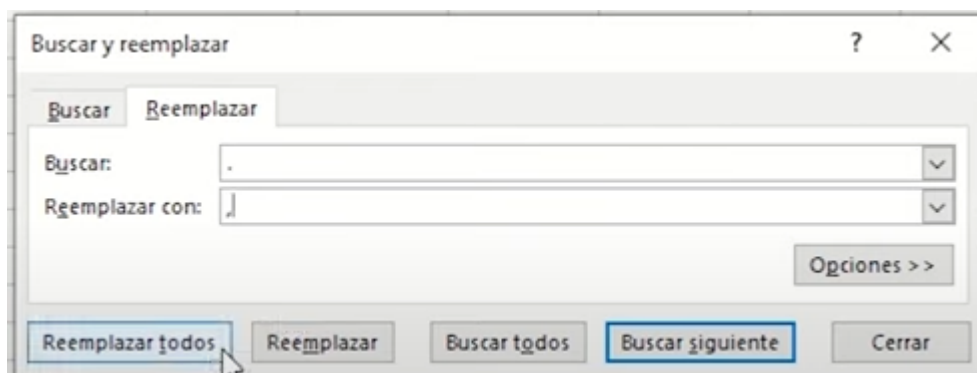 Buscar y reemplazar ?
Buscar Reemplazar
Buscar: .
Reemplazar con: ,
Opciones >>
Reemplazar todos Reemplazar Buscar todos Buscar siguiente Cerrar